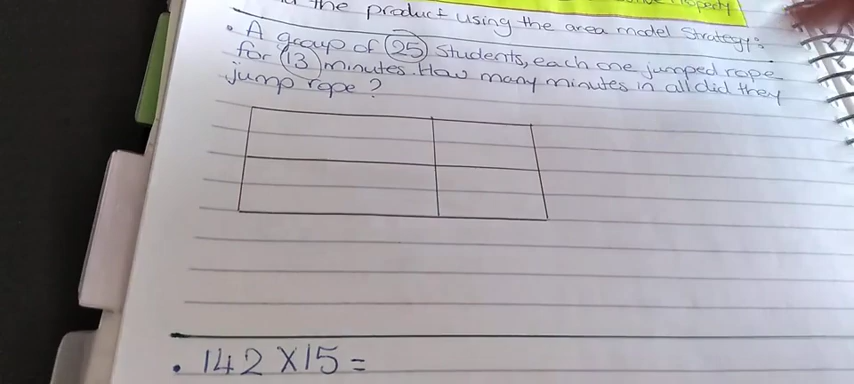 the product using the area model Strategy:
• A group of 25 students, each one jumped rope
for 13 minutes. How many minutes in all did they
jump rope?
• 142 X 15 =